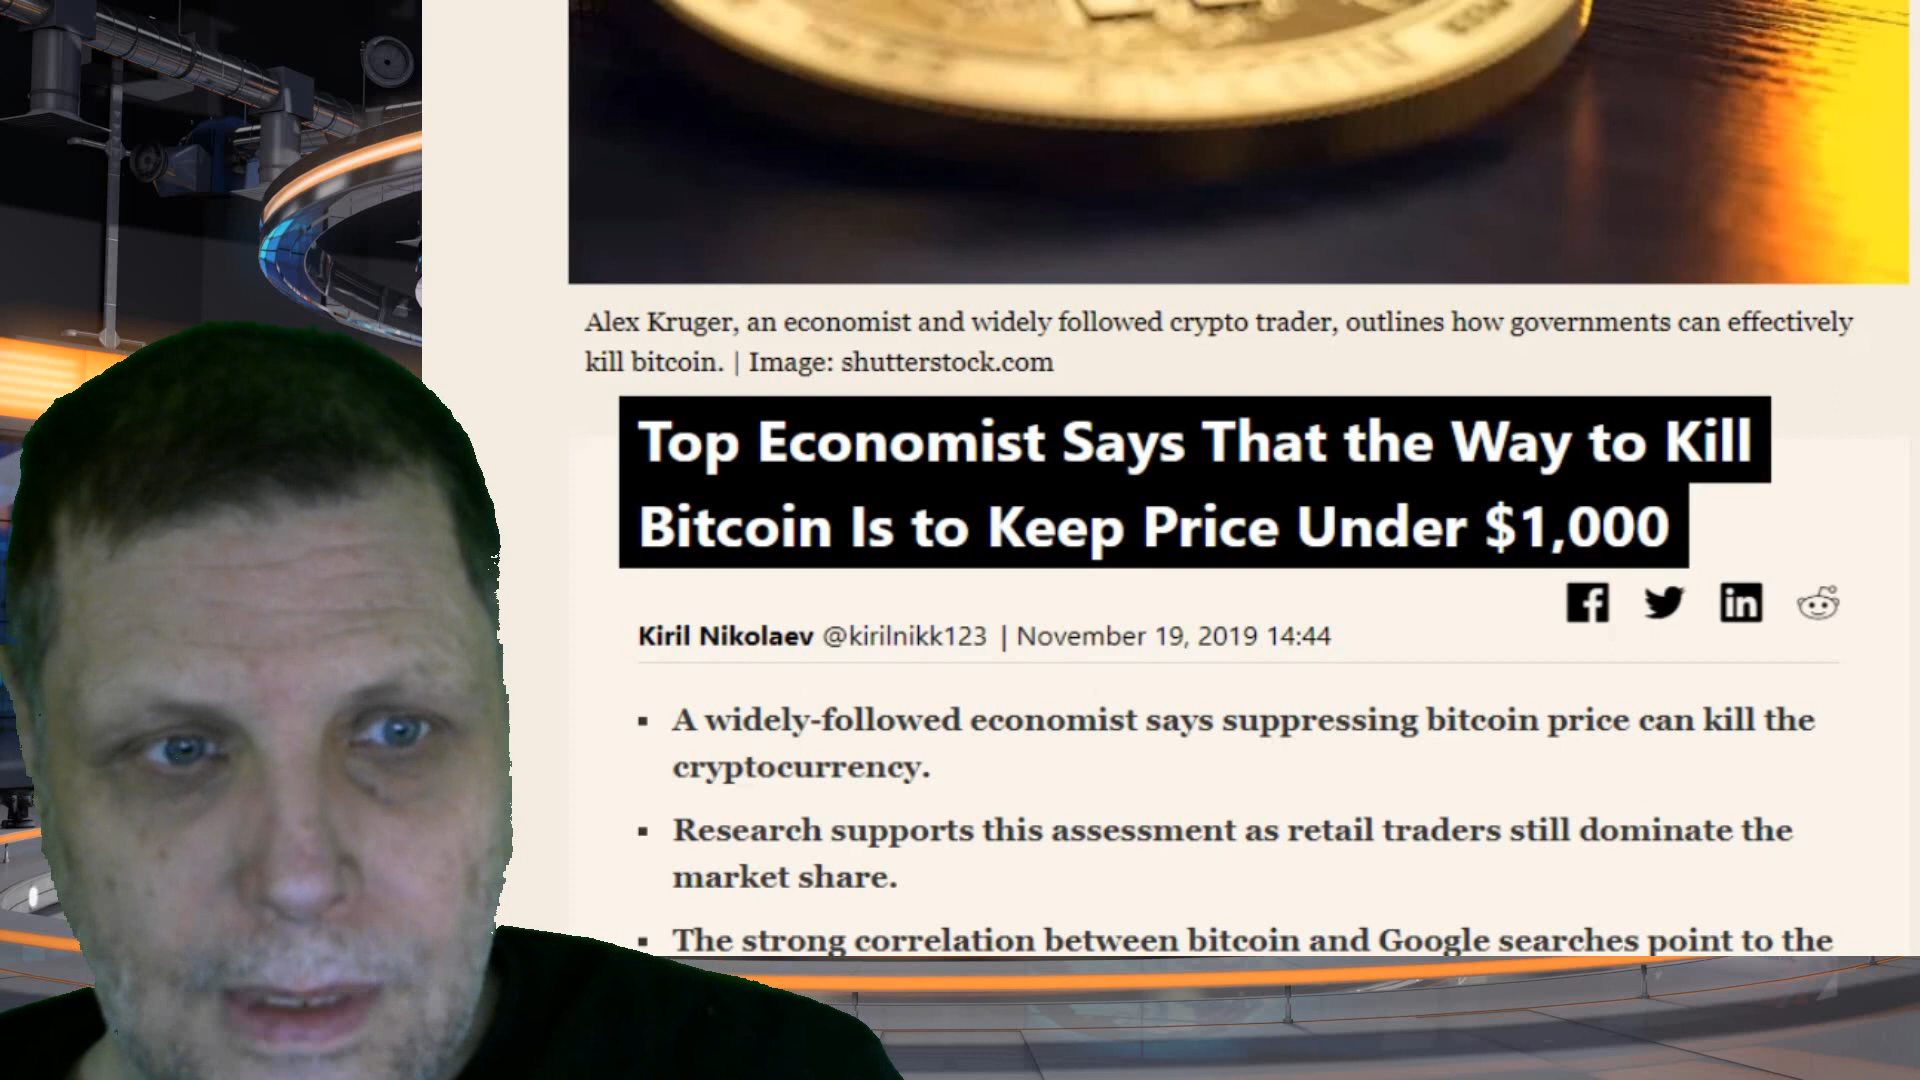 Alex Kruger, an economist and widely followed crypto trader, outlines how governments can effectively
kill bitcoin. | Image: shutterstock.com
Top Economist Says That the Way to Kill
Bitcoin Is to Keep Price Under $1,000
Kiril Nikolaev @kirilnikk123 | November 19, 2019 14:44
▪ A widely-followed economist says suppressing bitcoin price can kill the
cryptocurrency.
▪ Research supports this assessment as retail traders still dominate the
market share.
▪ The strong correlation between bitcoin and Google searches point to the